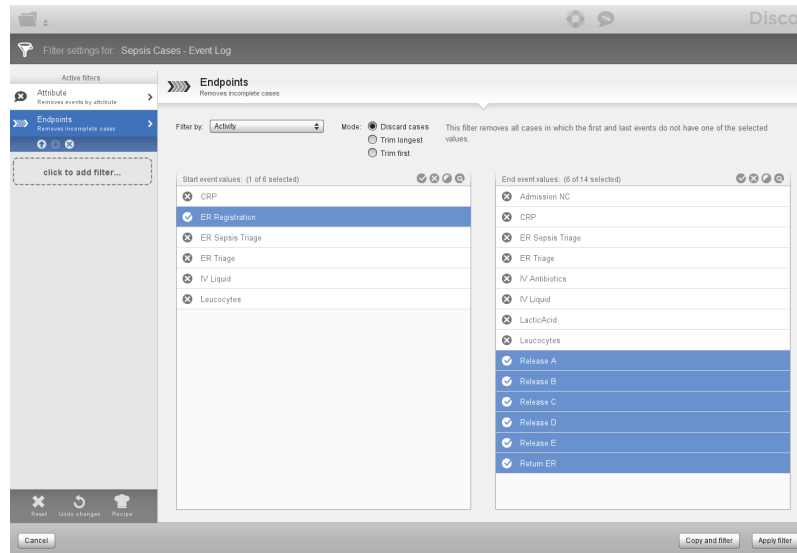 Disco
Filter settings for: Sepsis Cases - Event Log
Active filters
Attribute
Removes events by attribute
Endpoints
Removes incomplete cases
click to add filter...
Endpoints
Removes incomplete cases
Filter by: Activity
Mode: Discard cases
Trim longest
Trim first
This filter removes all cases in which the first and last events do not have one of the selected
values.
Start event values: (1 of 6 selected)
CRP
ER Registration
ER Sepsis Triage
ER Triage
IV Liquid
Leucocytes
End event values: (6 of 14 selected)
Admission NC
CRP
ER Sepsis Triage
ER Triage
IV Antibiotics
IV Liquid
LacticAcid
Leucocytes
Release A
Release B
Release C
Release D
Release E
Return ER
Reset Undo changes Recipe
Cancel Copy and filter Apply filter